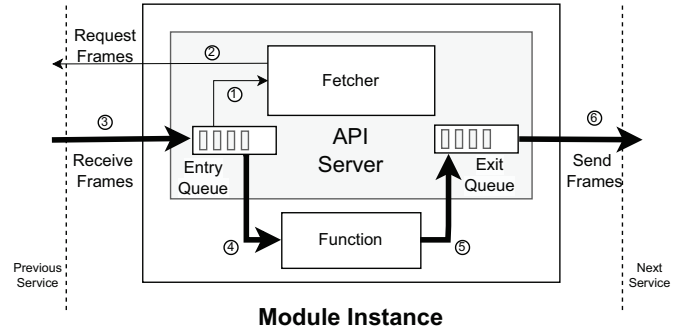 Request
Frames
②
Fetcher
①
③
⑥
API
Server
Receive
Frames
Entry
Queue
Exit
Queue
Send
Frames
④
Function
⑤
Previous
Service
Next
Service
Module Instance